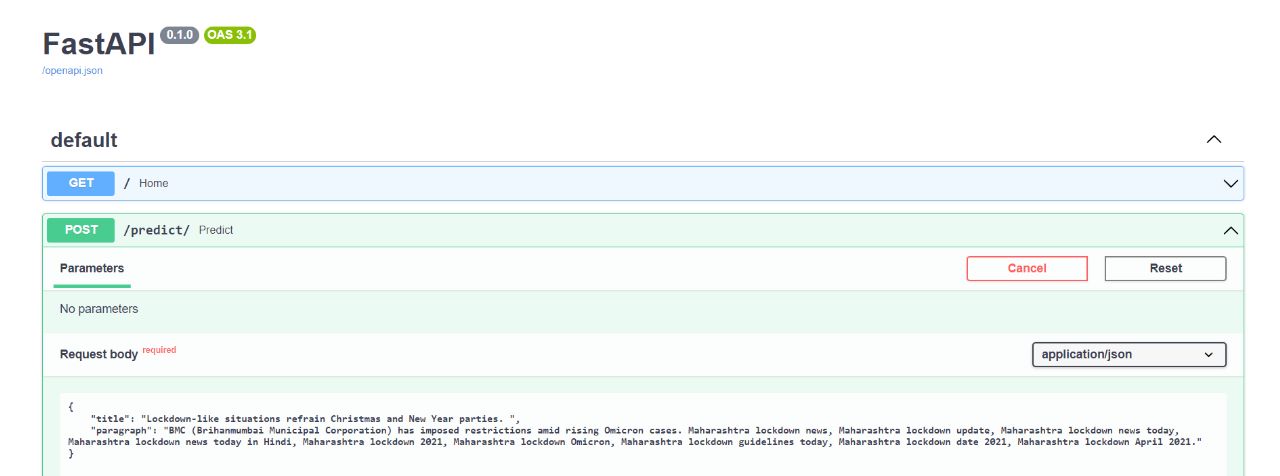 FastAPI 0.1.0 OAS 3.1
/openapi.json
default
GET / Home
POST /predict/ Predict
Parameters Cancel Reset
No parameters
Request body required application/json
{
"title": "Lockdown-like situations refrain Christmas and New Year parties. ",
"paragraph": "BMC (Brihanmumbai Municipal Corporation) has imposed restrictions amid rising Omicron cases. Maharashtra lockdown news, Maharashtra lockdown update, Maharashtra lockdown news today,
Maharashtra lockdown news today in Hindi, Maharashtra lockdown 2021, Maharashtra lockdown Omicron, Maharashtra lockdown guidelines today, Maharashtra lockdown date 2021, Maharashtra lockdown April 2021."
}